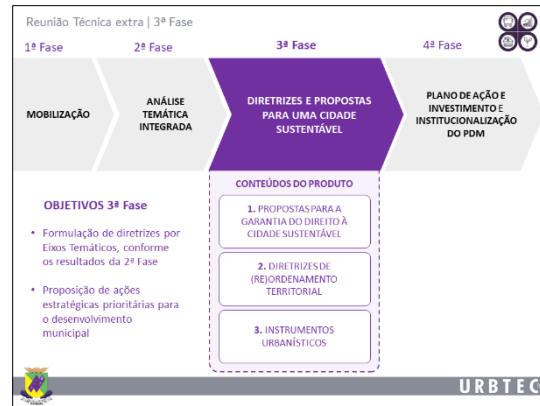 Reunião Técnica extra | 3ª Fase
1ª Fase
2ª Fase
3ª Fase
4ª Fase
MOBILIZAÇÃO
ANÁLISE
TEMÁTICA
INTEGRADA
DIRETRIZES E PROPOSTAS
PARA UMA CIDADE
SUSTENTÁVEL
PLANO DE AÇÃO E
INVESTIMENTO E
INSTITUCIONALIZAÇÃO
DO PDM
OBJETIVOS 3ª Fase
• Formulação de diretrizes por
Eixos Temáticos, conforme
os resultados da 2ª Fase
• Proposição de ações
estratégicas prioritárias para
o desenvolvimento
municipal
CONTEÚDOS DO PRODUTO
1. PROPOSTAS PARA A
GARANTIA DO DIREITO À
CIDADE SUSTENTÁVEL
2. DIRETRIZES DE
(RE)ORDENAMENTO
TERRITORIAL
3. INSTRUMENTOS
URBANÍSTICOS
URBTEC